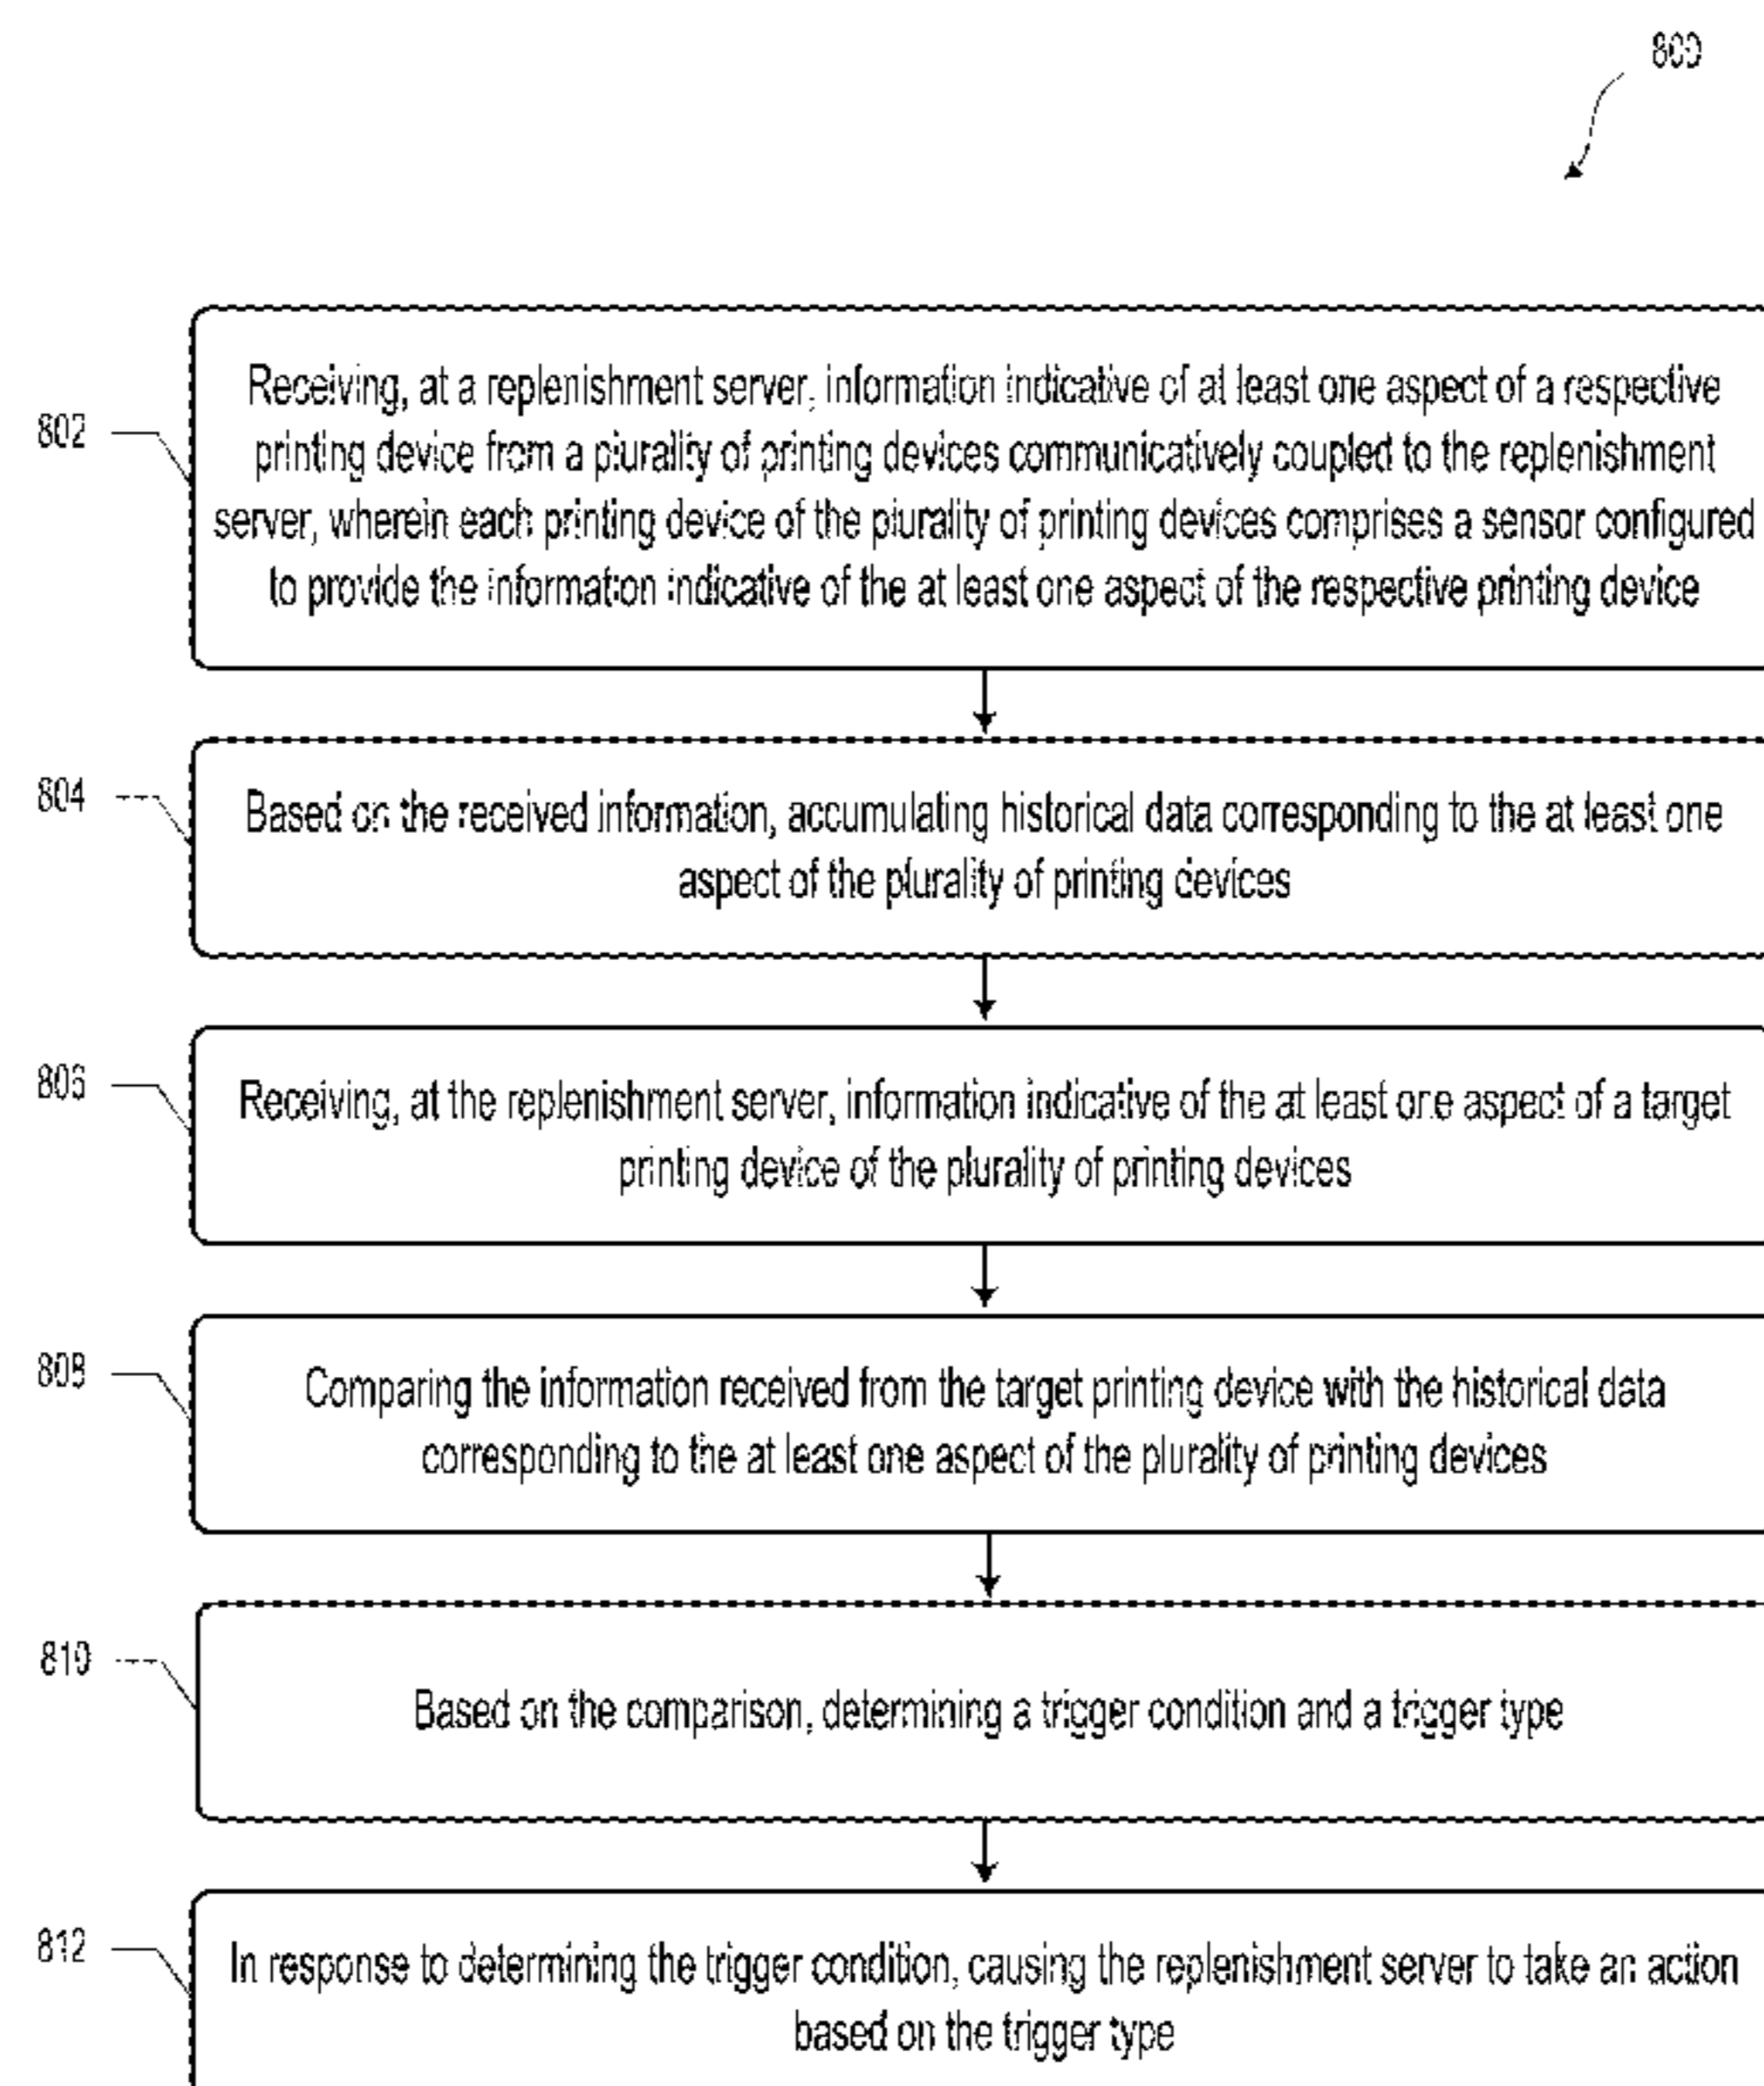 800
802
Receiving, at a replenishment server, information indicative of at least one aspect of a respective
printing device from a plurality of printing devices communicatively coupled to the replenishment
server, wherein each printing device of the plurality of printing devices comprises a sensor configured
to provide the information indicative of the at least one aspect of the respective printing device
804
Based on the received information, accumulating historical data corresponding to the at least one
aspect of the plurality of printing devices
806
Receiving, at the replenishment server, information indicative of the at least one aspect of a target
printing device of the plurality of printing devices
808
Comparing the information received from the target printing device with the historical data
corresponding to the at least one aspect of the plurality of printing devices
810
Based on the comparison, determining a trigger condition and a trigger type
812
In response to determining the trigger condition, causing the replenishment server to take an action
based on the trigger type